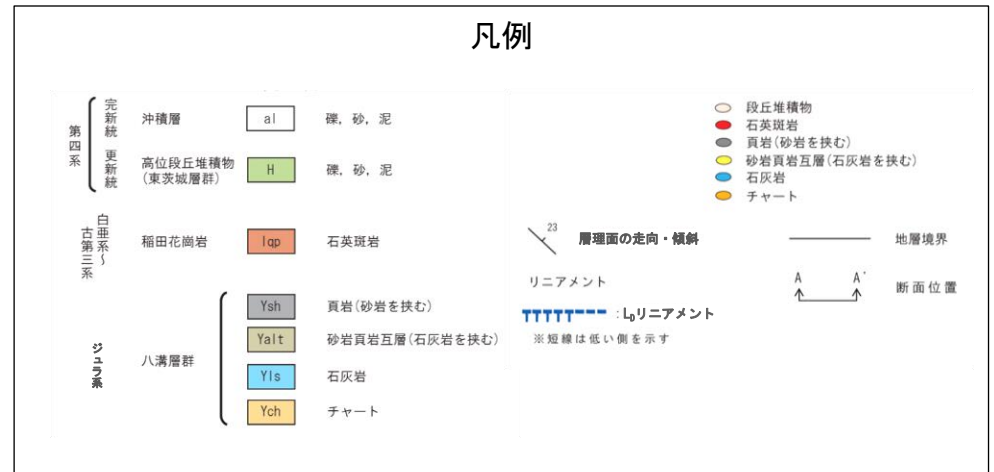 凡例
第四系
完新統
沖積層
al
礫，砂，泥
更新統
高位段丘堆積物
(東茨城層群)
H
礫，砂，泥
白亜系～
古第三系
稲田花崗岩
Iqp
石英斑岩
ジュラ系
八溝層群
Ysh
頁岩(砂岩を挟む)
Yalt
砂岩頁岩互層(石灰岩を挟む)
Yls
石灰岩
Ych
チャート
段丘堆積物
石英斑岩
頁岩(砂岩を挟む)
砂岩頁岩互層(石灰岩を挟む)
石灰岩
チャート
23
層理面の走向・傾斜
地層境界
リニアメント
A A'
断面位置
：LDリニアメント
※短線は低い側を示す